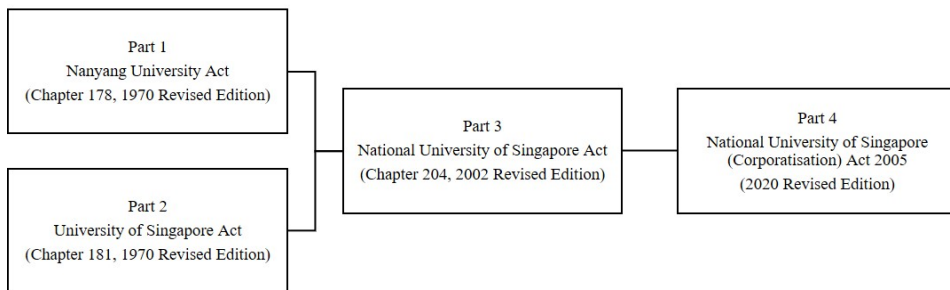 Part 1
Nanyang University Act
(Chapter 178, 1970 Revised Edition)
Part 2
University of Singapore Act
(Chapter 181, 1970 Revised Edition)
Part 3
National University of Singapore Act
(Chapter 204, 2002 Revised Edition)
Part 4
National University of Singapore
(Corporatisation) Act 2005
(2020 Revised Edition)